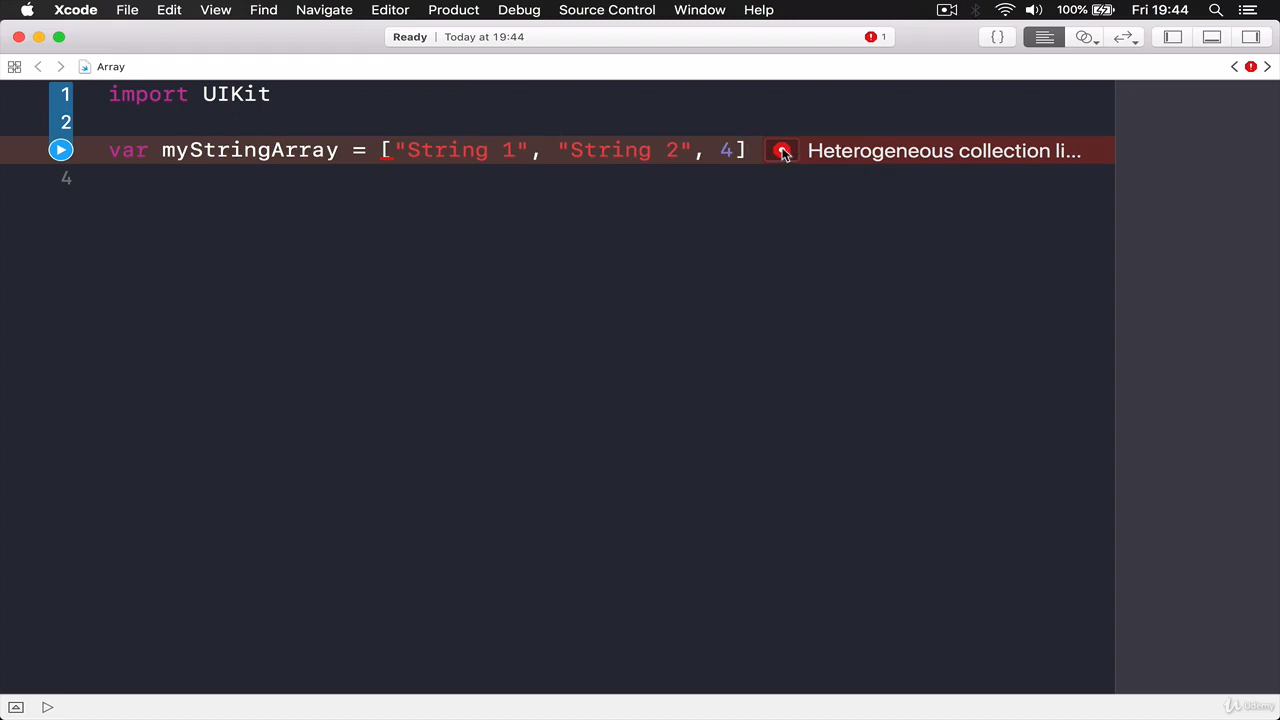 Xcode File Edit View Find Navigate Editor Product Debug Source Control Window Help 100% Fri 19:44
Ready | Today at 19:44 1
{ }
Array
1 import UIKit
2
var myStringArray = ["String 1", "String 2", 4] Heterogeneous collection li...
4
Udemy